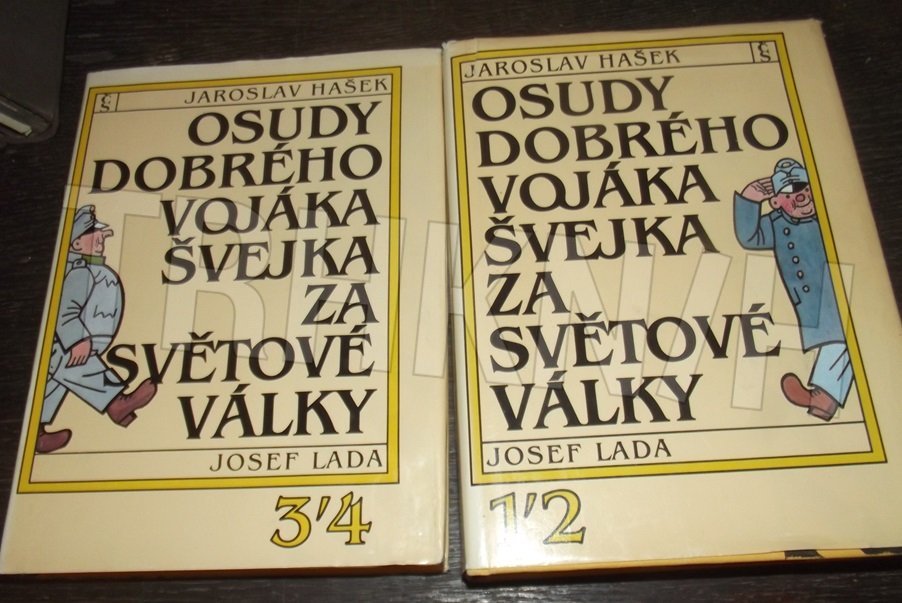 JAROSLAV HAŠEK
OSUDY
DOBRÉHO
VOJÁKA
ŠVEJKA
ZA
SVĚTOVÉ
VÁLKY
JOSEF LADA
3'4
JAROSLAV HAŠEK
OSUDY
DOBRÉHO
VOJÁKA
ŠVEJKA
ZA
SVĚTOVÉ
VÁLKY
JOSEF LADA
1'2